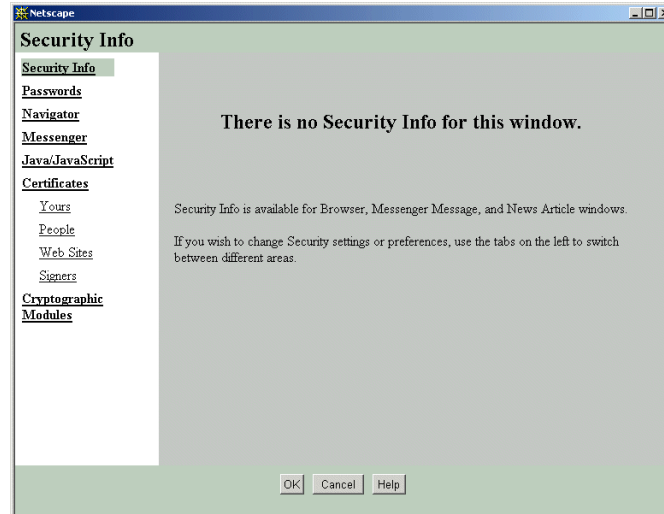 Netscape
Security Info
Security Info
Passwords
Navigator
Messenger
Java/JavaScript
Certificates
Yours
People
Web Sites
Signers
Cryptographic
Modules
There is no Security Info for this window.
Security Info is available for Browser, Messenger Message, and News Article windows.
If you wish to change Security settings or preferences, use the tabs on the left to switch
between different areas.
OK Cancel Help